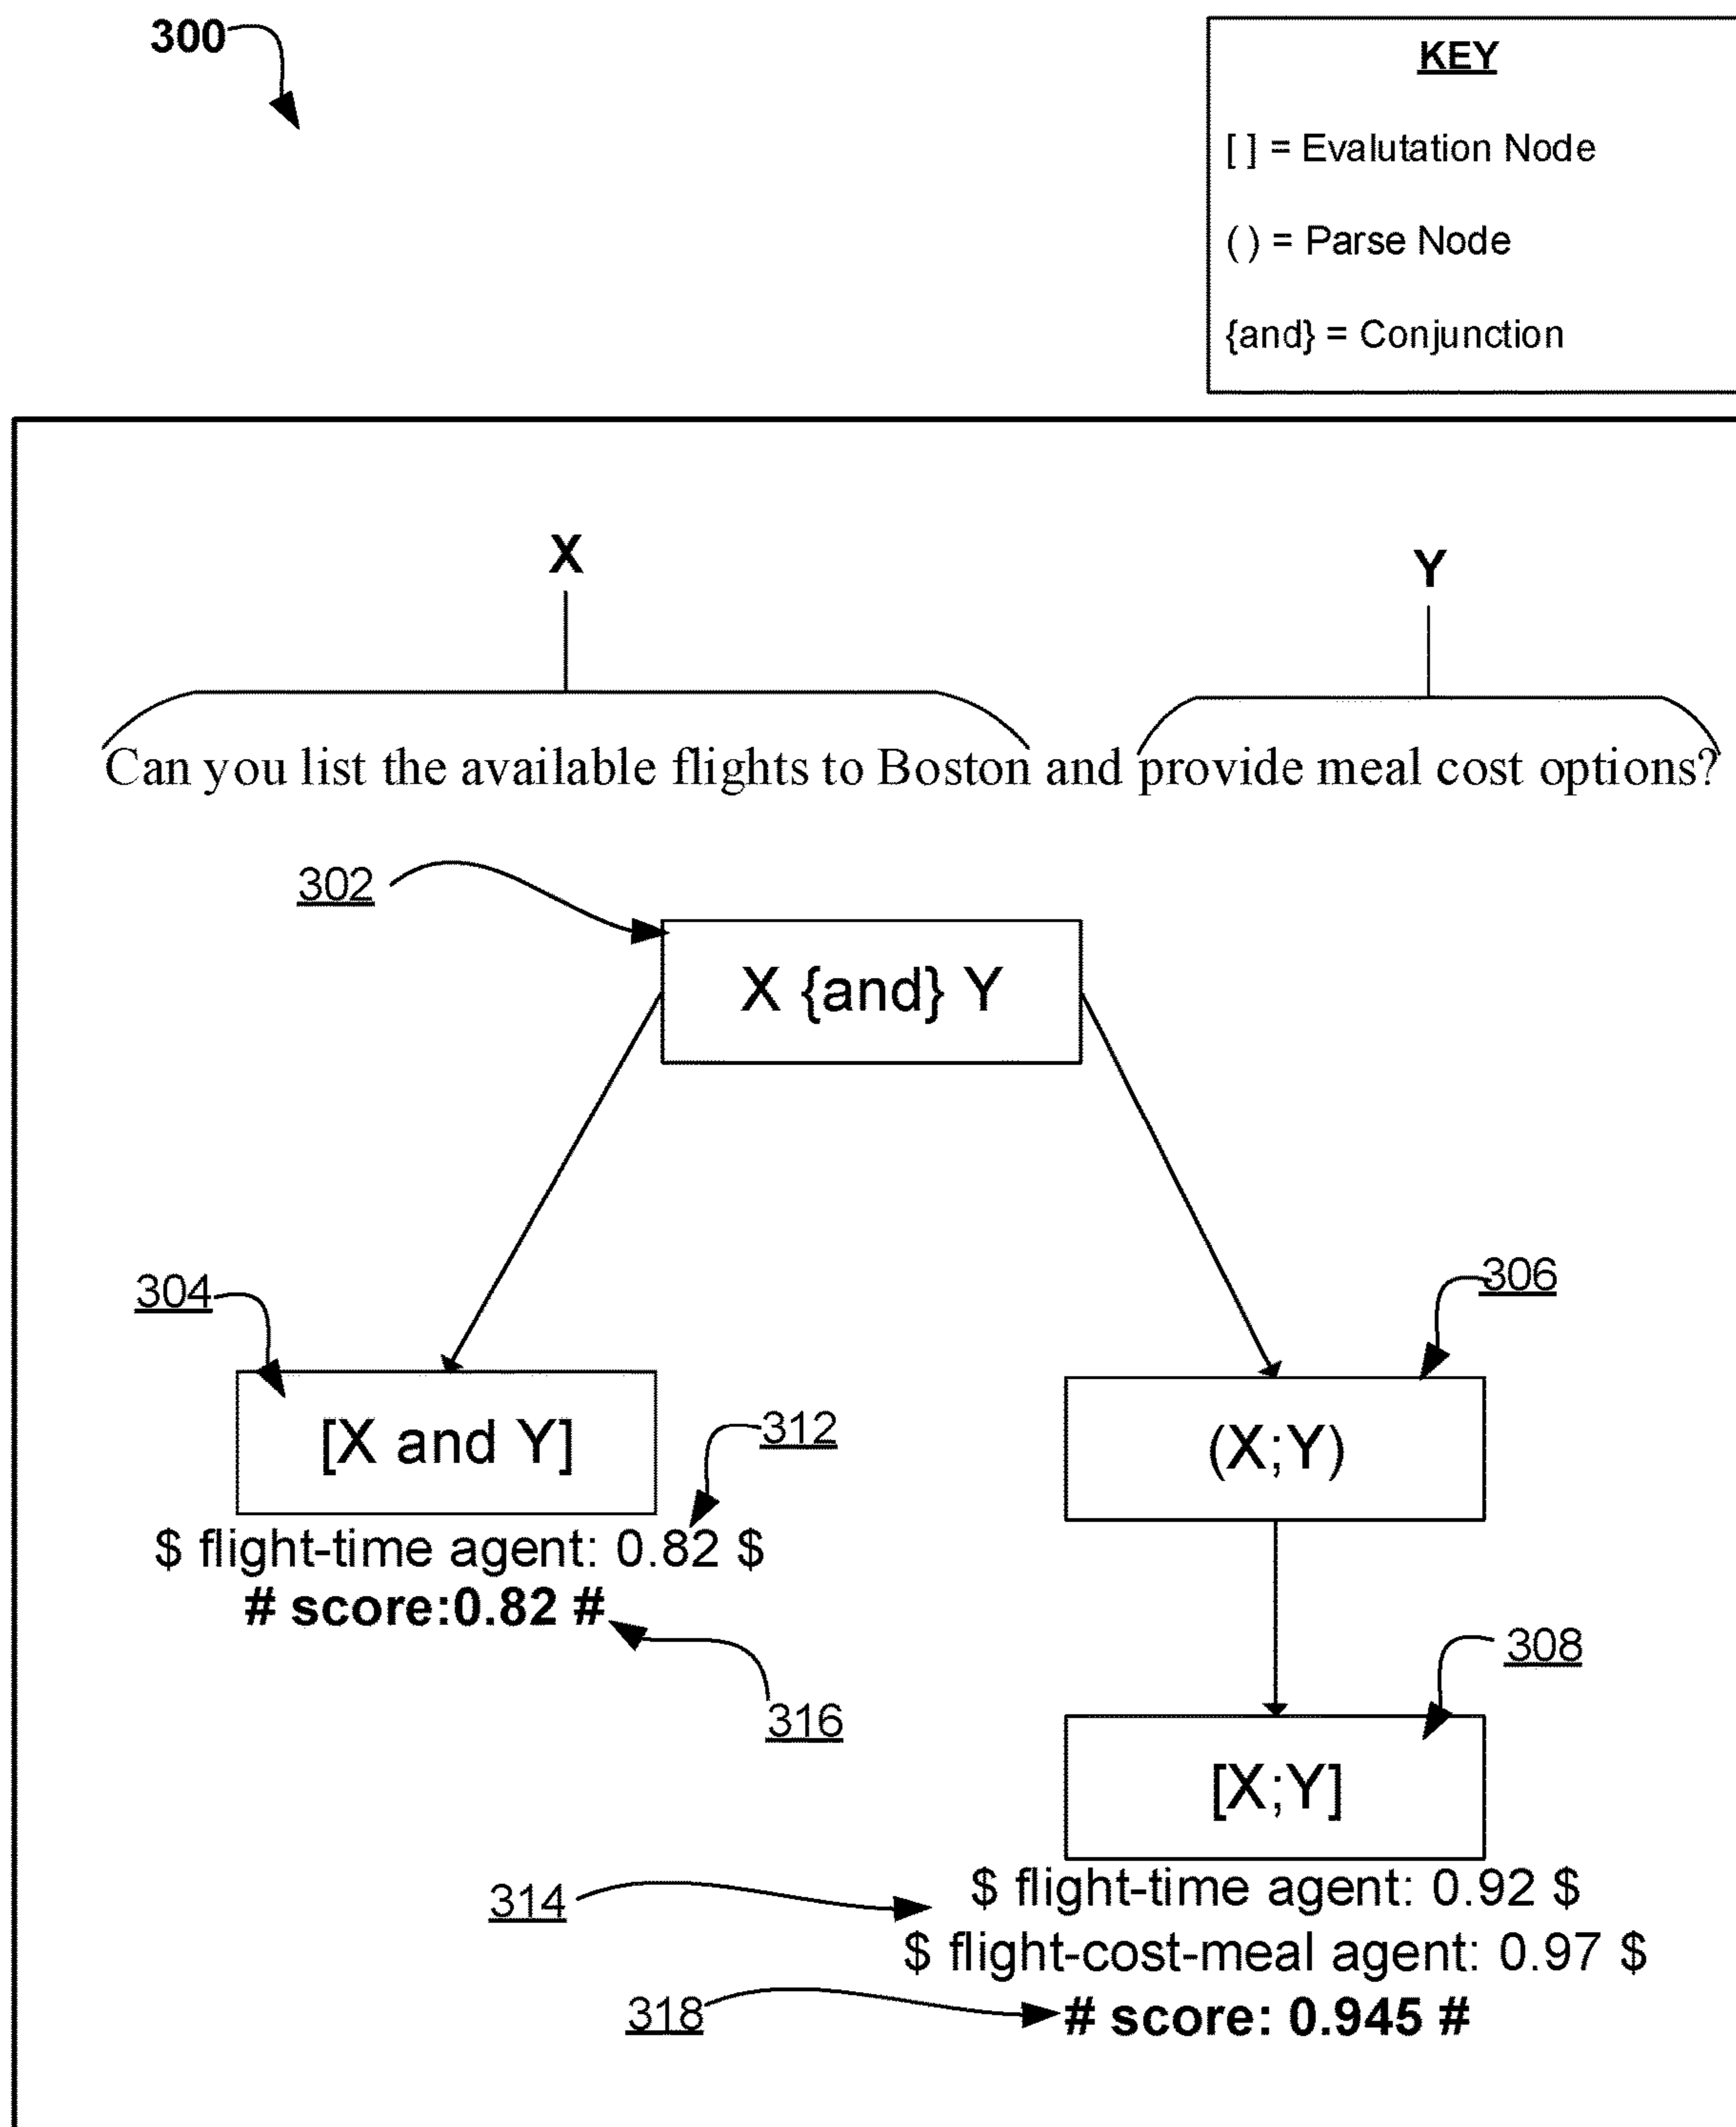 300
KEY
[ ] = Evalutation Node
( ) = Parse Node
{and} = Conjunction
X
Y
Can you list the available flights to Boston and provide meal cost options?
302
X {and} Y
304
306
[X and Y]
312
(X;Y)
$ flight-time agent: 0.82 $
# score:0.82 #
308
316
[X;Y]
314
$ flight-time agent: 0.92 $
$ flight-cost-meal agent: 0.97 $
318
# score: 0.945 #